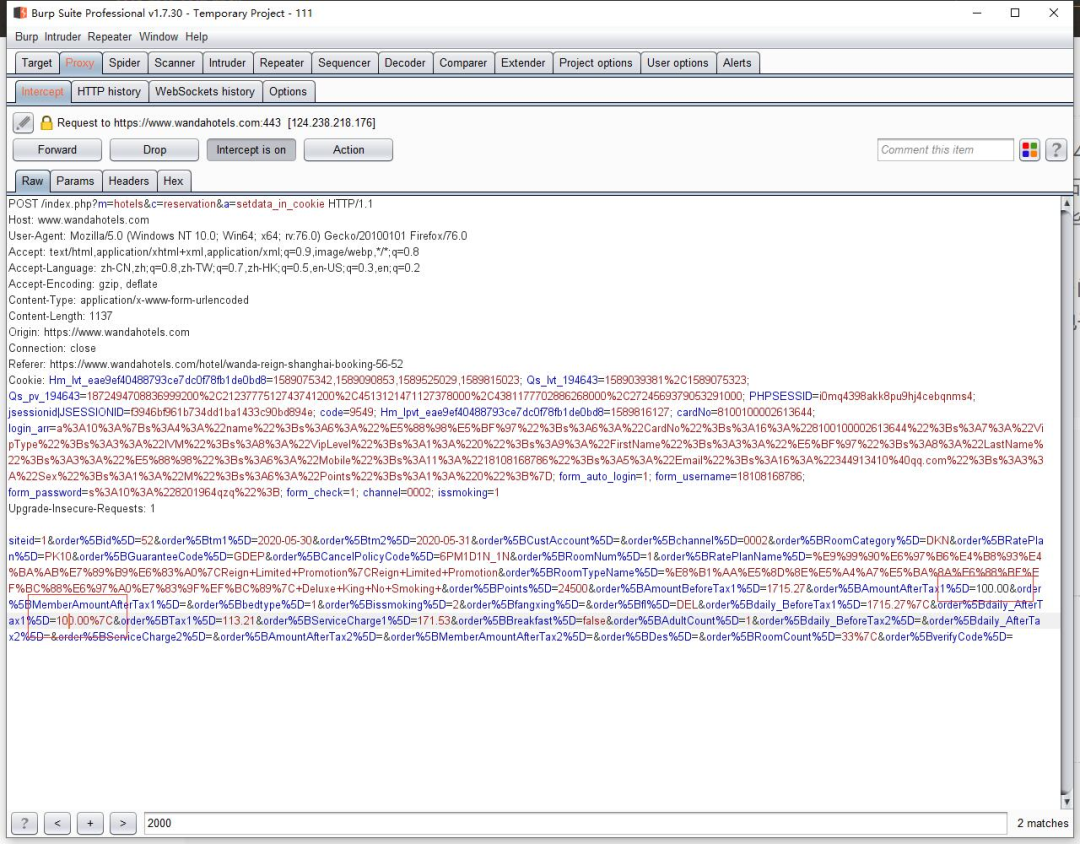 Burp Suite Professional v1.7.30 - Temporary Project - 111
Burp Intruder Repeater Window Help
Target Proxy Spider Scanner Intruder Repeater Sequencer Decoder Comparer Extender Project options User options Alerts
Intercept HTTP history WebSockets history Options
Request to https://www.wandahotels.com:443 [124.238.218.176]
Forward Drop Intercept is on Action Comment this item ?
Raw Params Headers Hex
POST /index.php?m=hotels&c=reservation&a=setdata_in_cookie HTTP/1.1
Host: www.wandahotels.com
User-Agent: Mozilla/5.0 (Windows NT 10.0; Win64; x64; rv:76.0) Gecko/20100101 Firefox/76.0
Accept: text/html,application/xhtml+xml,application/xml;q=0.9,image/webp,*/*;q=0.8
Accept-Language: zh-CN,zh;q=0.8,zh-TW;q=0.7,zh-HK;q=0.5,en-US;q=0.3,en;q=0.2
Accept-Encoding: gzip, deflate
Content-Type: application/x-www-form-urlencoded
Content-Length: 1137
Origin: https://www.wandahotels.com
Connection: close
Referer: https://www.wandahotels.com/hotel/wanda-reign-shanghai-booking-56-52
Cookie: Hm_lvt_eae9ef40488793ce7dc0f78fb1de0bd8=1589075342,1589090853,1589525029,1589815023; Qs_lvt_194643=1589039381%2C1589075323;
Qs_pv_194643=1872494708836999200%2C2123777512743741200%2C4513121471127378000%2C4381177702886268000%2C2724569379053291000; PHPSESSID=i0mq4398akk8pu9hj4cebqnms4;
jsessionid|JSESSIONID=f3946bf961b734dd1ba1433c90bd894e; code=9549; Hm_lpvt_eae9ef40488793ce7dc0f78fb1de0bd8=1589816127; cardNo=8100100002613644;
login_arr=a%3A10%3A%7Bs%3A4%3A%22name%22%3Bs%3A6%3A%22%E5%88%98%E5%BF%97%22%3Bs%3A6%3A%22CardNo%22%3Bs%3A16%3A%228100100002613644%22%3Bs%3A7%3A%22Vi
pType%22%3Bs%3A3%3A%22IVM%22%3Bs%3A8%3A%22VipLevel%22%3Bs%3A1%3A%220%22%3Bs%3A9%3A%22FirstName%22%3Bs%3A3%3A%22%E5%BF%97%22%3Bs%3A8%3A%22LastName%
22%3Bs%3A3%3A%22%E5%88%98%22%3Bs%3A6%3A%22Mobile%22%3Bs%3A11%3A%2218108168786%22%3Bs%3A5%3A%22Email%22%3Bs%3A16%3A%22344913410%40qq.com%22%3Bs%3A3%3
A%22Sex%22%3Bs%3A1%3A%22M%22%3Bs%3A6%3A%22Points%22%3Bs%3A1%3A%220%22%3B%7D; form_auto_login=1; form_username=18108168786;
form_password=s%3A10%3A%228201964qzq%22%3B; form_check=1; channel=0002; issmoking=1
Upgrade-Insecure-Requests: 1
siteid=1&order%5Bid%5D=52&order%5Btm1%5D=2020-05-30&order%5Btm2%5D=2020-05-31&order%5BCustAccount%5D=&order%5Bchannel%5D=0002&order%5BRoomCategory%5D=DKN&order%5BRatePla
n%5D=PK10&order%5BGuaranteeCode%5D=GDEP&order%5BCancelPolicyCode%5D=6PM1D1N_1N&order%5BRoomNum%5D=1&order%5BRatePlanName%5D=%E9%99%90%E6%97%B6%E4%B8%93%E4
%BA%AB%E7%89%B9%E6%83%A0%7CReign+Limited+Promotion%7CReign+Limited+Promotion&order%5BRoomTypeName%5D=%E8%B1%AA%E5%8D%8E%E5%A4%A7%E5%BA%8A%E6%88%BF%E
F%BC%88%E6%97%A0%E7%83%9F%EF%BC%89%7C+Deluxe+King+No+Smoking+&order%5BPoints%5D=24500&order%5BAmountBeforeTax1%5D=1715.27&order%5BAmountAfterTax1%5D=100.00&order
%5BMemberAmountAfterTax1%5D=&order%5Bbedtype%5D=1&order%5Bissmoking%5D=2&order%5Bfangxing%5D=&order%5Bfl%5D=DEL&order%5Bdaily_BeforeTax1%5D=1715.27%7C&order%5Bdaily_AfterT
ax1%5D=100.00%7C&order%5BTax1%5D=113.21&order%5BServiceCharge1%5D=171.53&order%5BBreakfast%5D=false&order%5BAdultCount%5D=1&order%5Bdaily_BeforeTax2%5D=&order%5Bdaily_AfterTa
x2%5D=&order%5BServiceCharge2%5D=&order%5BAmountAfterTax2%5D=&order%5BMemberAmountAfterTax2%5D=&order%5BDes%5D=&order%5BRoomCount%5D=33%7C&order%5BverifyCode%5D=
? < + > 2000 2 matches